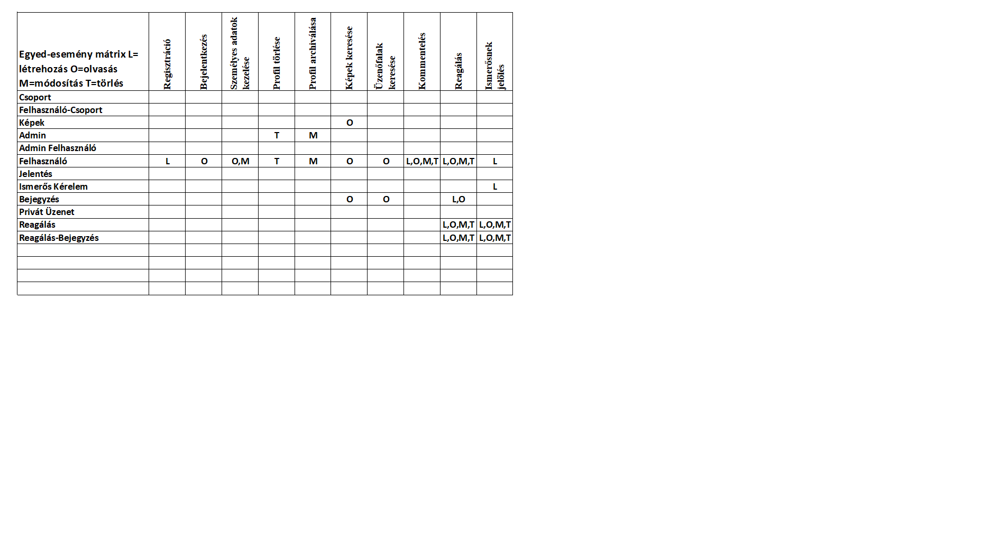 Egyed-esemény mátrix L=
létrehozás O=olvasás
M=módosítás T=törlés
Regisztráció
Bejelentkezés
Személyes adatok
kezelése
Profil törlése
Profil archiválása
Képek keresése
Üzenőfalak
keresése
Kommentelés
Reagálás
Ismerősnek
jelölés
Csoport
Felhasználó-Csoport
Képek O
Admin T M
Admin Felhasználó
Felhasználó L O O,M T M O O L,O,M,T L,O,M,T L
Jelentés
Ismerős Kérelem L
Bejegyzés O O L,O
Privát Üzenet
Reagálás L,O,M,T L,O,M,T
Reagálás-Bejegyzés L,O,M,T L,O,M,T